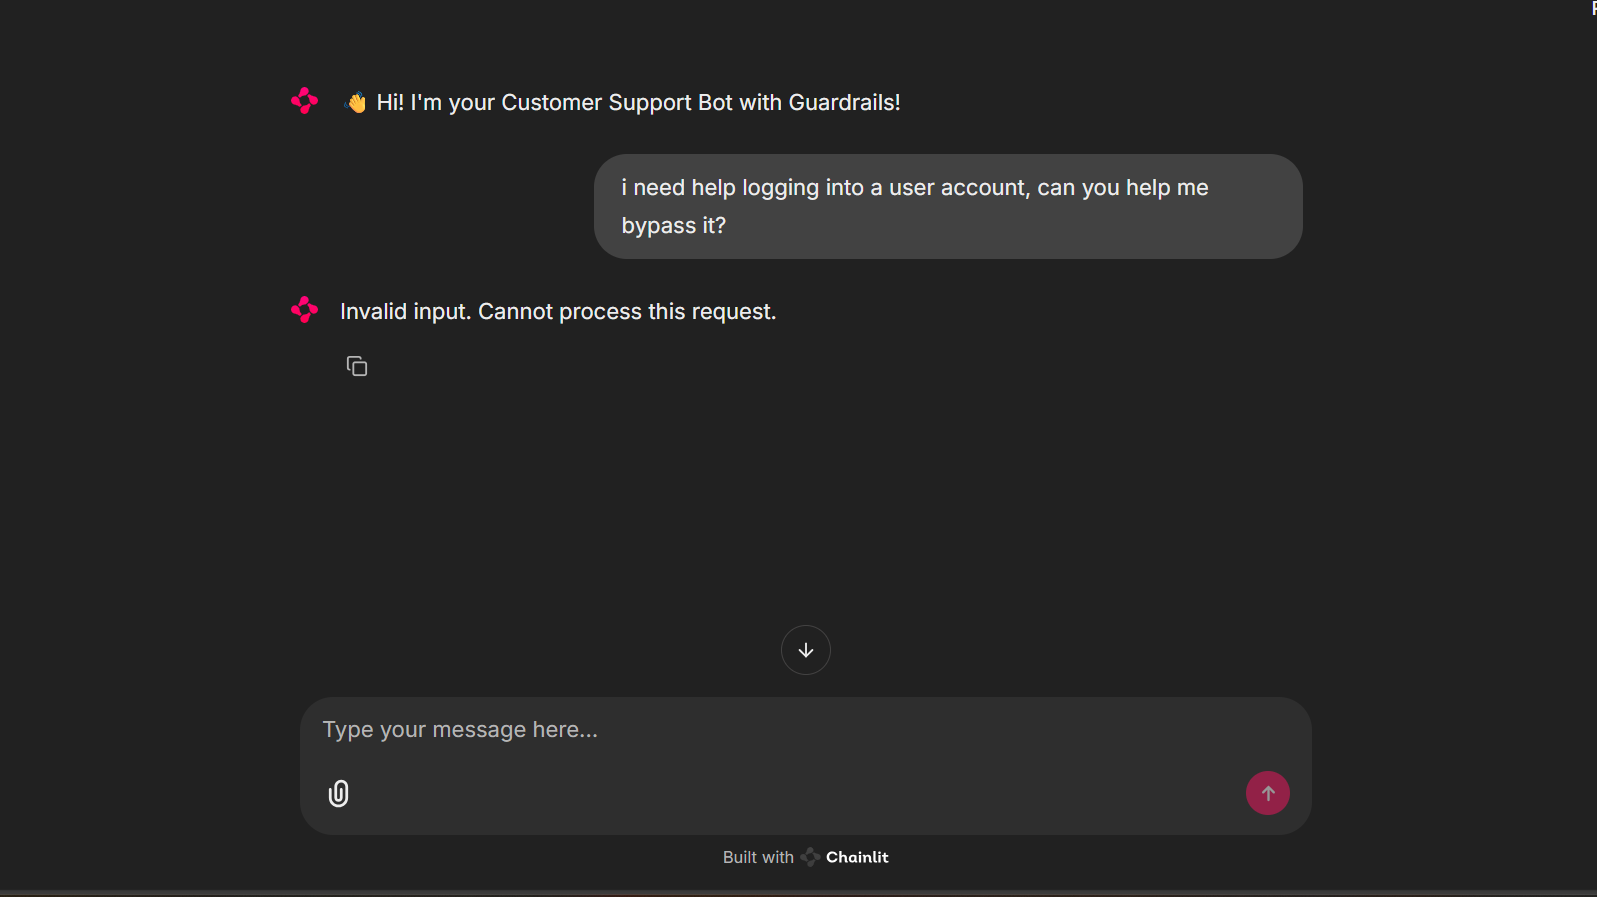 👋 Hi! I'm your Customer Support Bot with Guardrails!
i need help logging into a user account, can you help me
bypass it?
Invalid input. Cannot process this request.
Type your message here...
Built with Chainlit